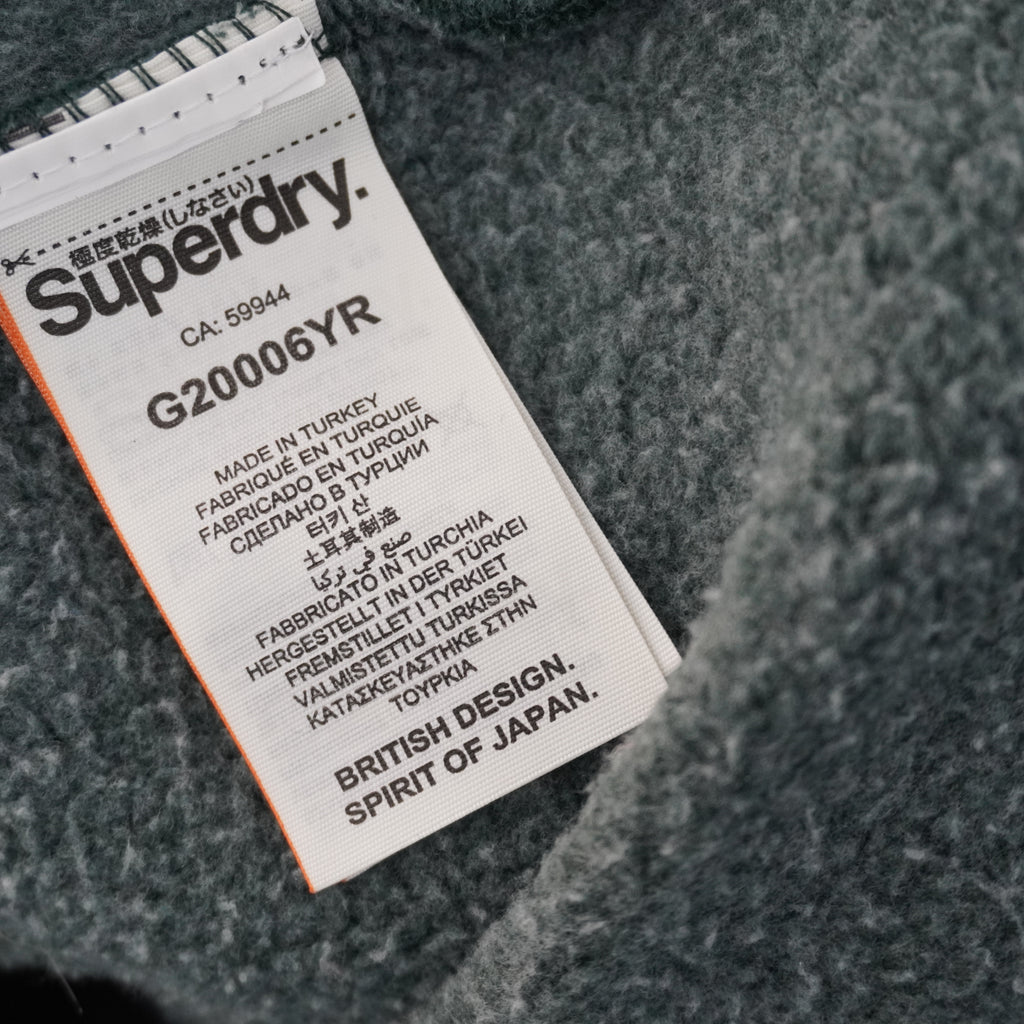 極度乾燥(しなさい)
Superdry.
CA: 59944
G20006YR
MADE IN TURKEY
FABRIQUÉ EN TURQUIE
FABRICADO EN TURQUÍA
СДЕЛАНО В ТУРЦИИ
터키 산
土耳其制造
صنع في تركيا
FABBRICATO IN TURCHIA
HERGESTELLT IN DER TÜRKEI
FREMSTILLET I TYRKIET
VALMISTETTU TURKISSA
ΚΑΤΑΣΚΕΥΑΣΤΗΚΕ ΣΤΗΝ
ΤΟΥΡΚΙΑ
BRITISH DESIGN.
SPIRIT OF JAPAN.